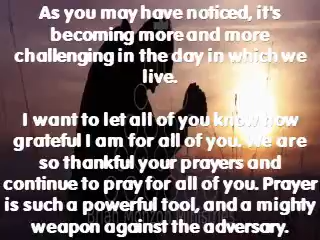 As you may have noticed, it's
becoming more and more
challenging in the day in which we
live.
I want to let all of you know how
grateful I am for all of you. We are
so thankful your prayers and
continue to pray for all of you. Prayer
is such a powerful tool, and a mighty
weapon against the adversary.